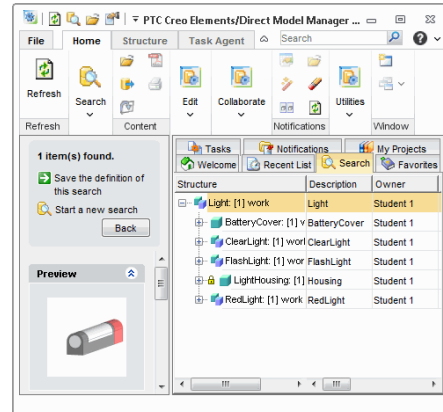 PTC Creo Elements/Direct Model Manager ...
File Home Structure Task Agent Search
Refresh Search Edit Collaborate Utilities
Refresh Content Notifications Window
1 item(s) found.
Save the definition of
this search
Start a new search
Back
Preview
Tasks Notifications My Projects
Welcome Recent List Search Favorites
Structure Description Owner
Light: [1] work Light Student 1
BatteryCover: [1] v BatteryCover Student 1
ClearLight: [1] worl ClearLight Student 1
FlashLight: [1] wor FlashLight Student 1
LightHousing: [1] Housing Student 1
RedLight: [1] work RedLight Student 1